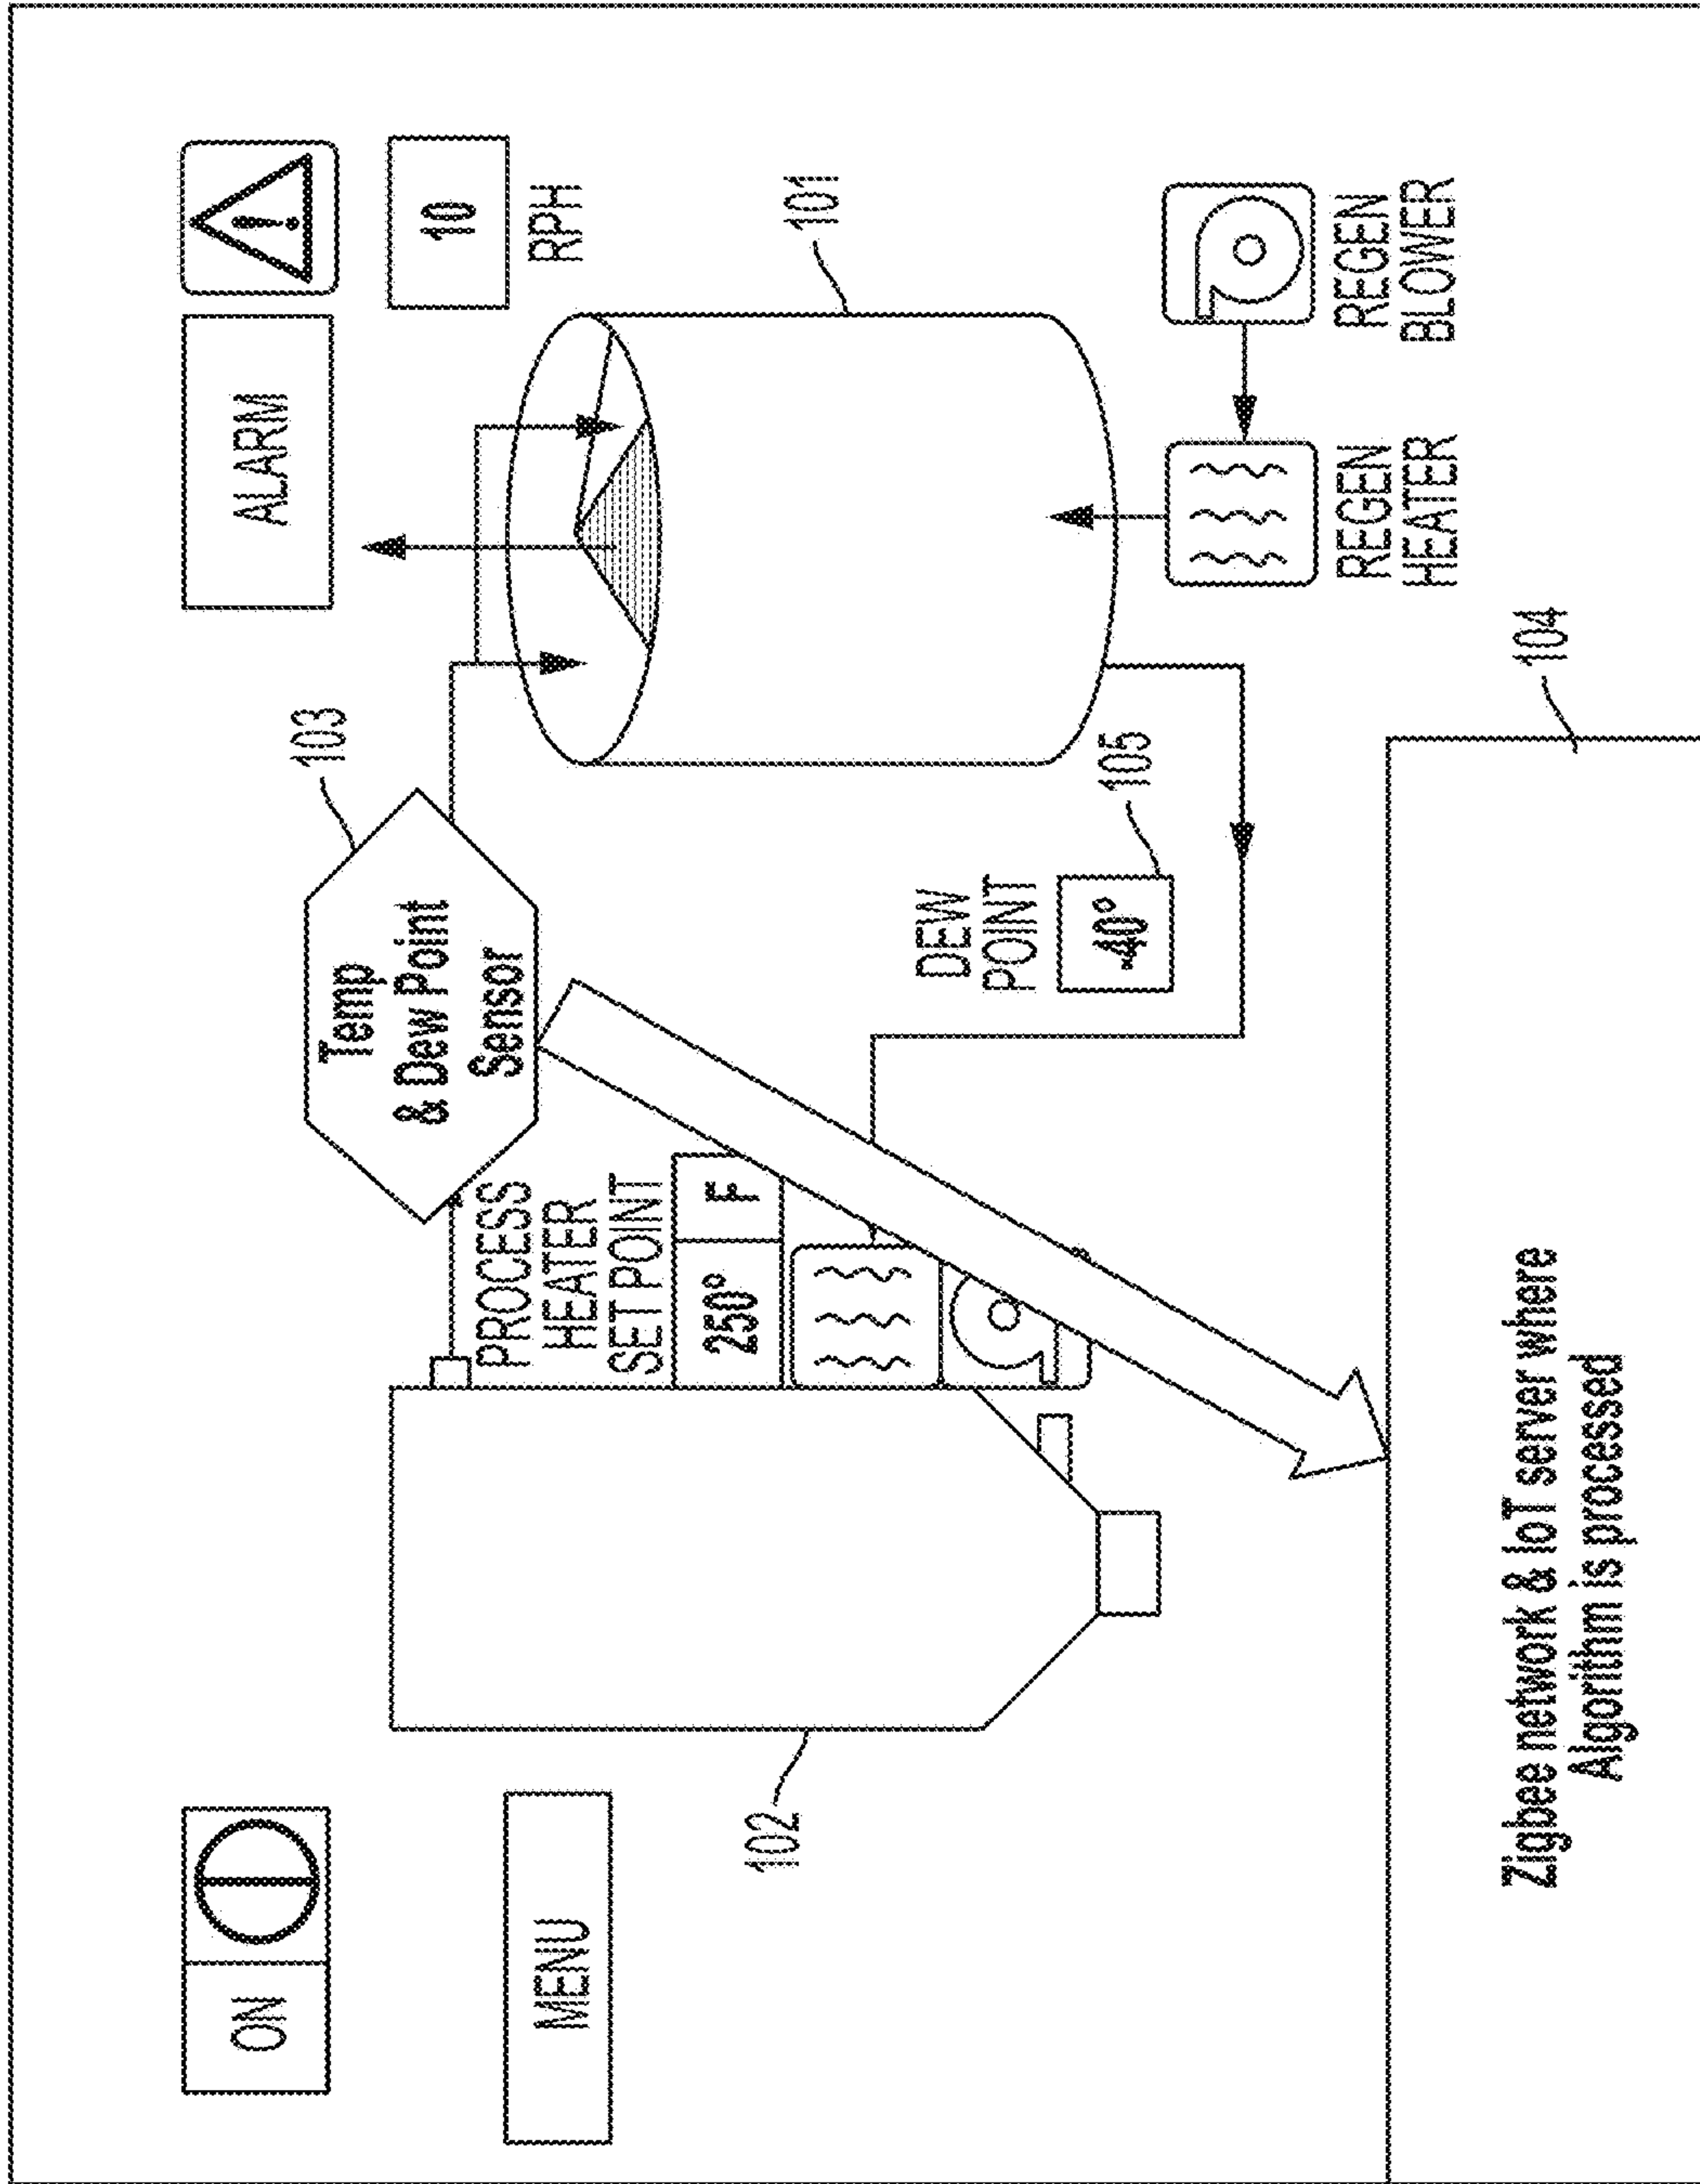 ON
MENU
102
PROCESS
HEATER
SET POINT
250° F
Temp
& Dew Point
Sensor
103
DEW
POINT
-40°
105
ALARM
10
RPH
101
REGEN
HEATER
REGEN
BLOWER
104
Zigbee network & IoT server where
Algorithm is processed